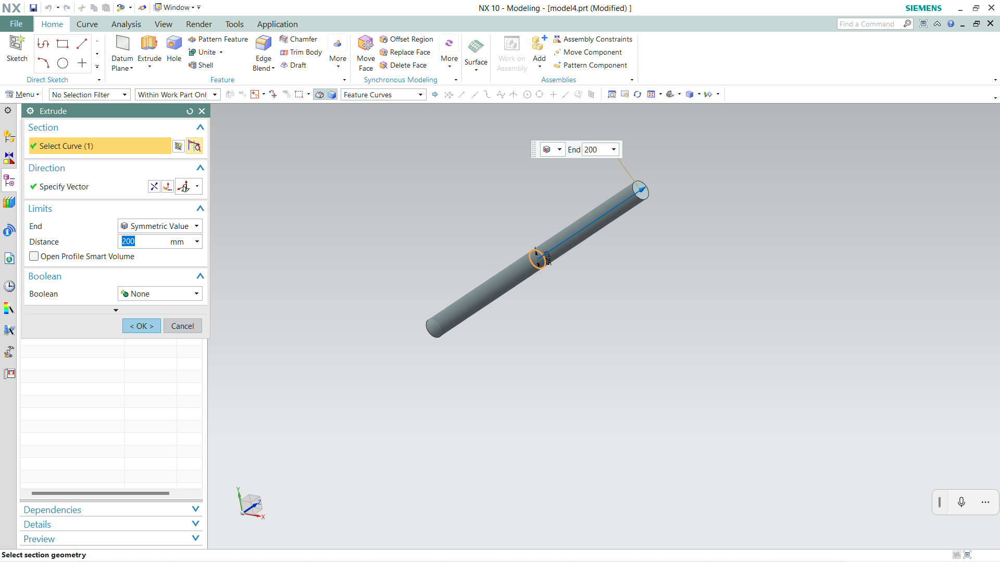 NX
Window
NX 10 - Modeling - [model4.prt (Modified) ]
SIEMENS
File
Home
Curve
Analysis
View
Render
Tools
Application
Find a Command
Sketch
Direct Sketch
Datum
Plane
Extrude
Hole
Pattern Feature
Unite
Shell
Edge
Blend
Chamfer
Trim Body
Draft
More
Feature
Move
Face
Offset Region
Replace Face
Delete Face
More
Synchronous Modeling
Surface
Work on
Assembly
Add
Assembly Constraints
Move Component
Pattern Component
Assemblies
Menu
No Selection Filter
Within Work Part Onl
Feature Curves
Extrude
Section
Select Curve (1)
Direction
Specify Vector
Limits
End
Symmetric Value
Distance
200 mm
Open Profile Smart Volume
Boolean
Boolean
None
< OK >
Cancel
End 200
Y
Z
X
Dependencies
Details
Preview
Select section geometry